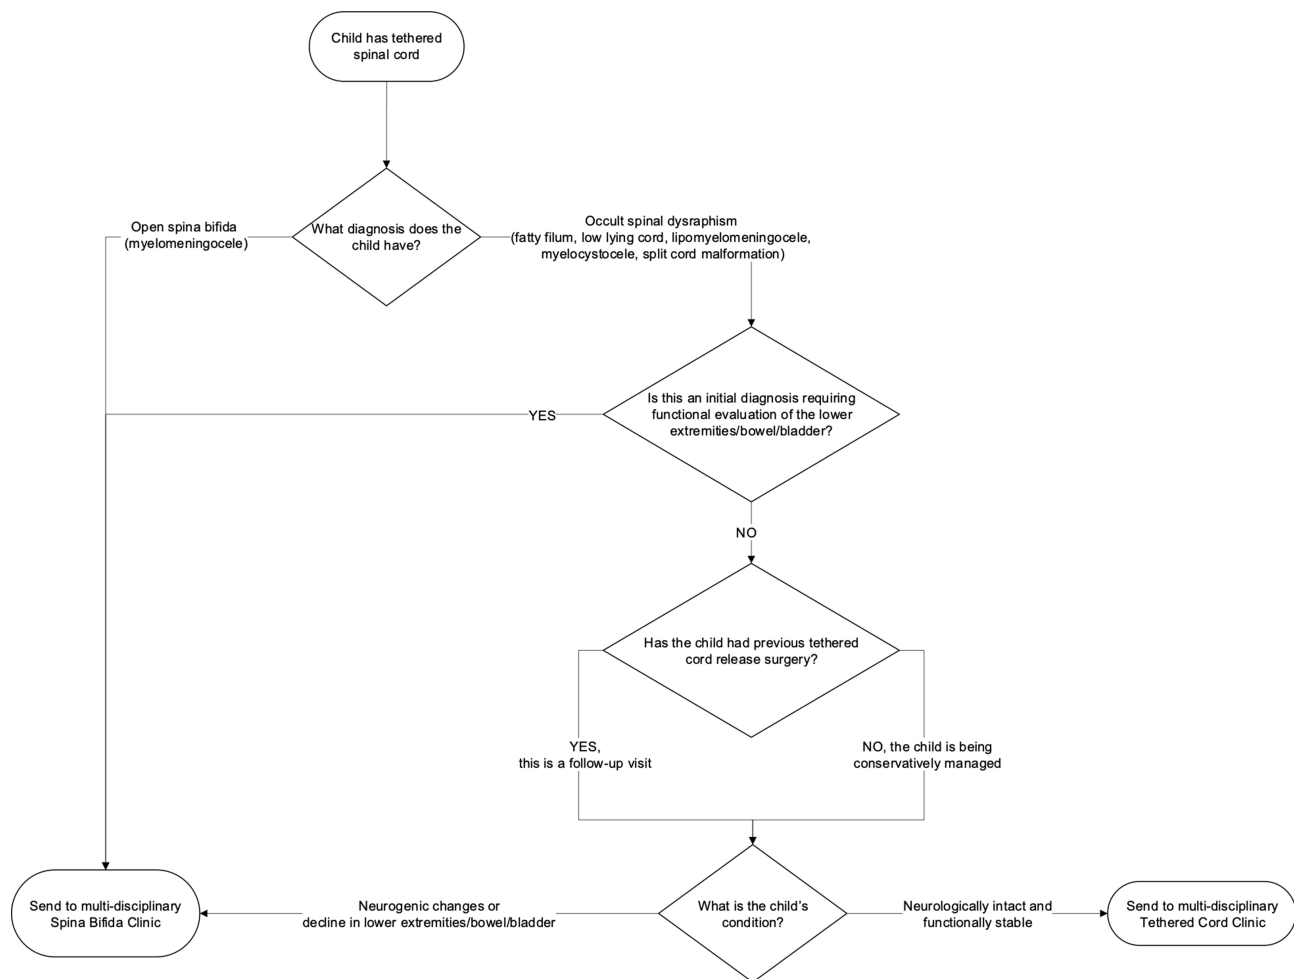 Child has tethered
spinal cord
What diagnosis does the
child have?
Open spina bifida
(myelomeningocele)
Occult spinal dysraphism
(fatty filum, low lying cord, lipomyelomeningocele,
myelocystocele, split cord malformation)
Is this an initial diagnosis requiring
functional evaluation of the lower
extremities/bowel/bladder?
YES
NO
Has the child had previous tethered
cord release surgery?
YES,
this is a follow-up visit
NO, the child is being
conservatively managed
What is the child's
condition?
Neurogenic changes or
decline in lower extremities/bowel/bladder
Neurologically intact and
functionally stable
Send to multi-disciplinary
Spina Bifida Clinic
Send to multi-disciplinary
Tethered Cord Clinic